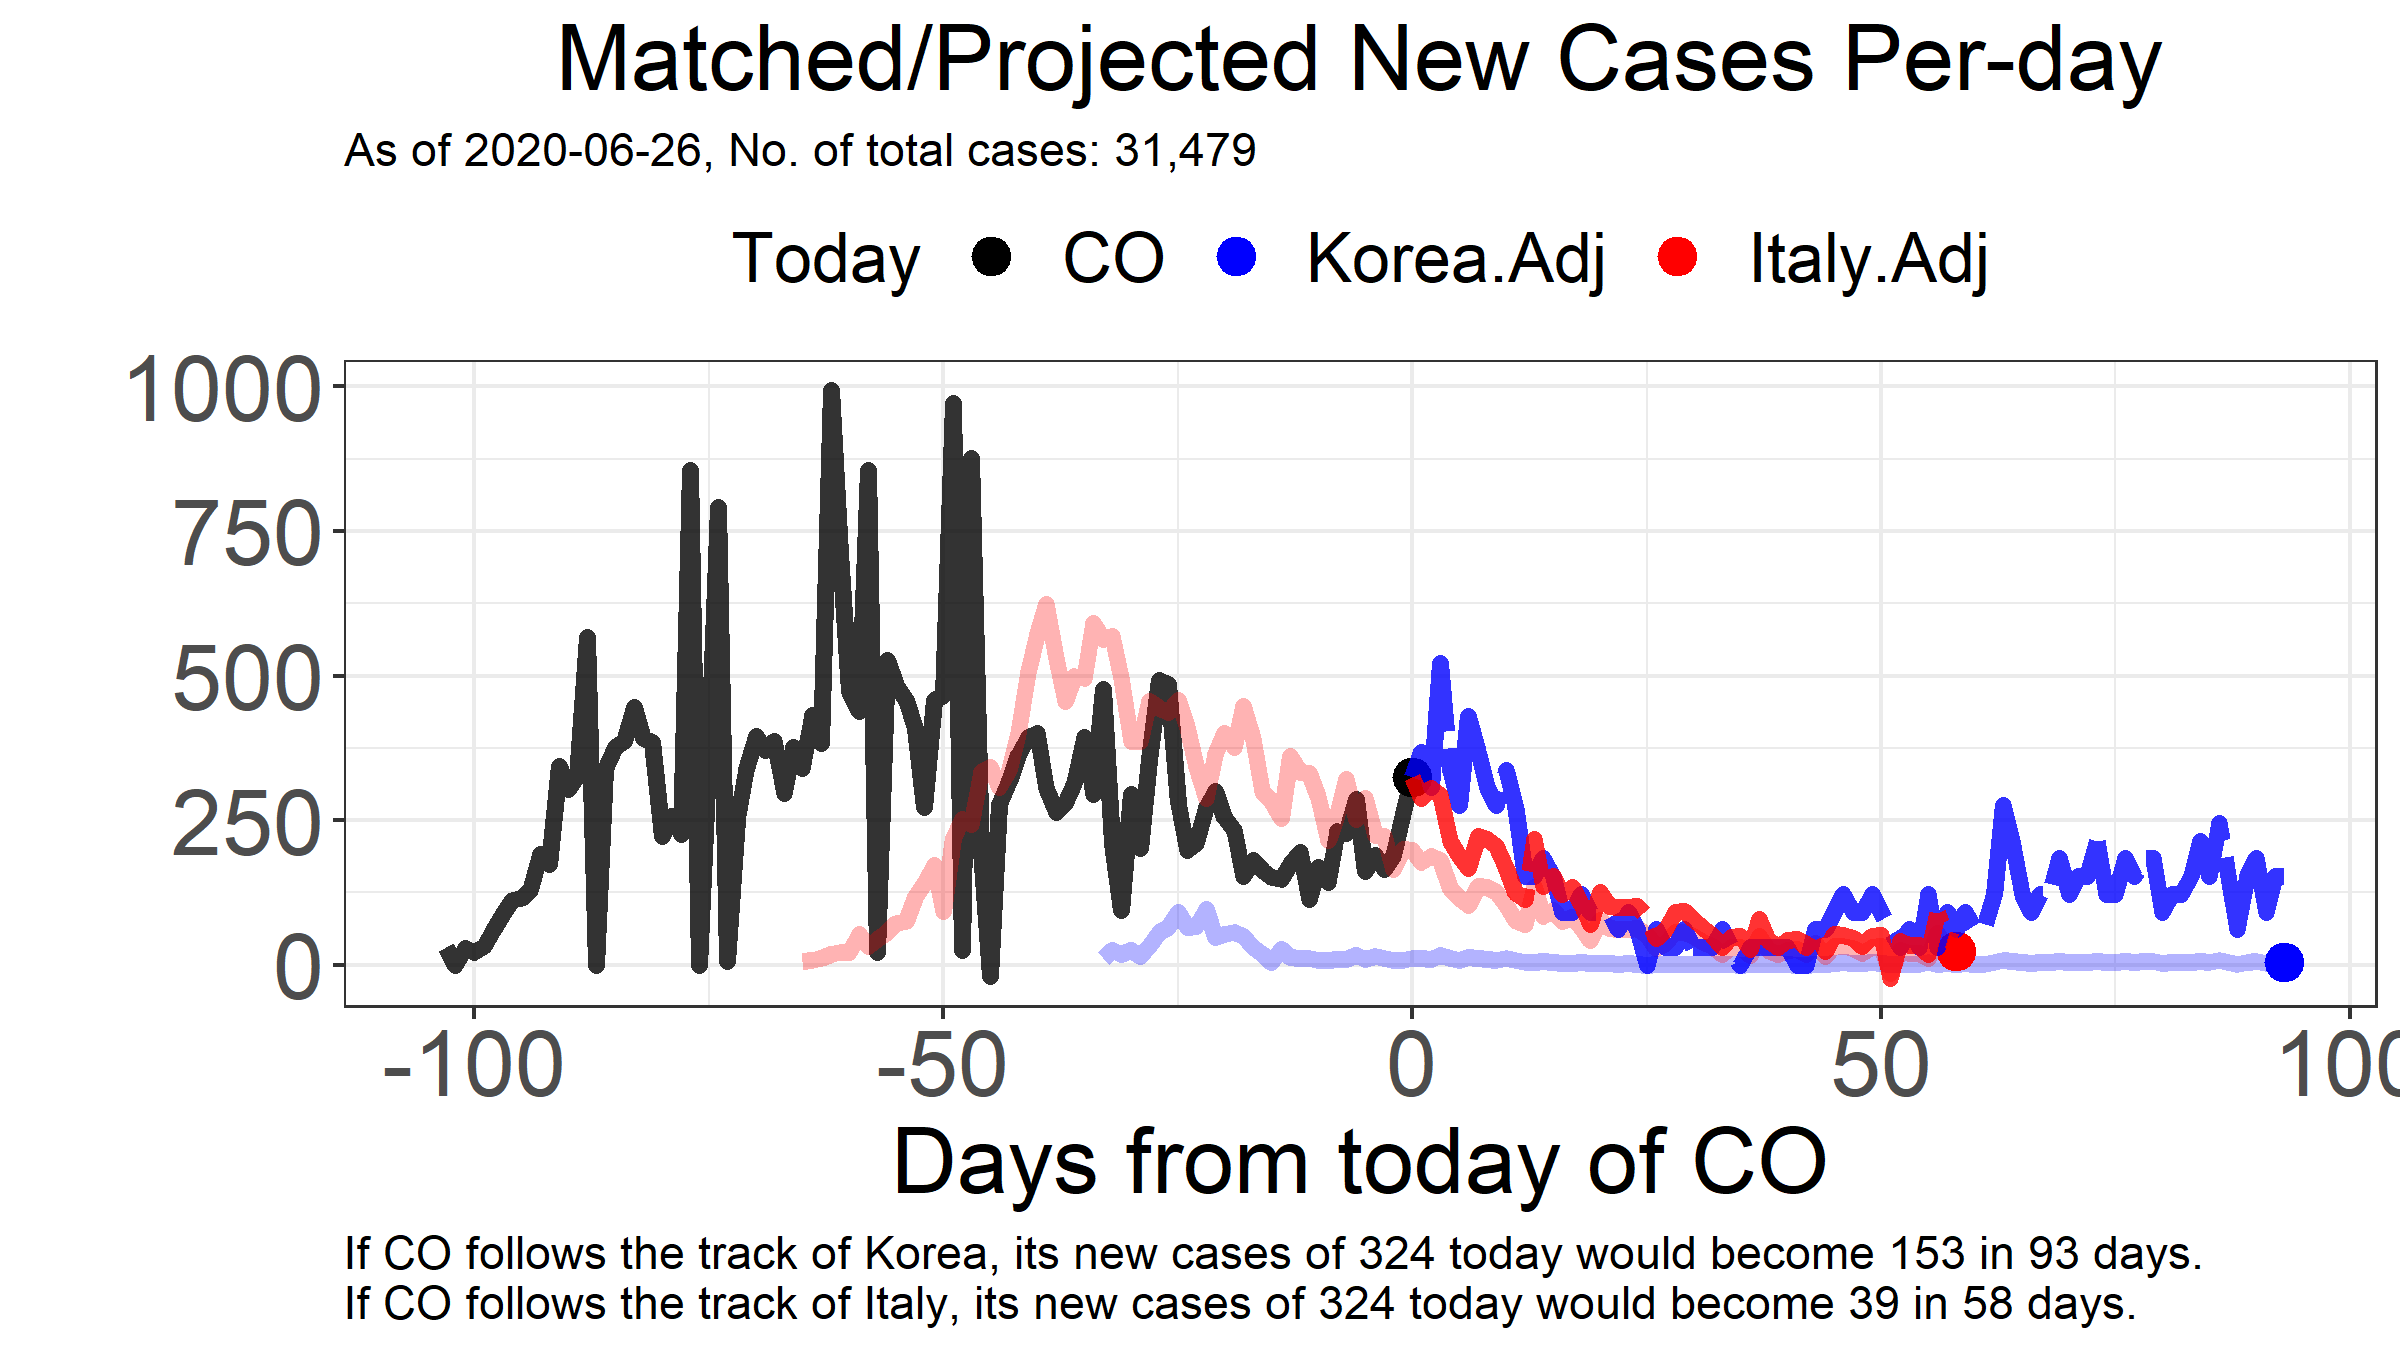 Matched/Projected New Cases Per-day
As of 2020-06-26, No. of total cases: 31,479
Today CO Korea.Adj Italy.Adj
1000
750
500
250
0
-100 -50 0 50 100
Days from today of CO
If CO follows the track of Korea, its new cases of 324 today would become 153 in 93 days.
If CO follows the track of Italy, its new cases of 324 today would become 39 in 58 days.